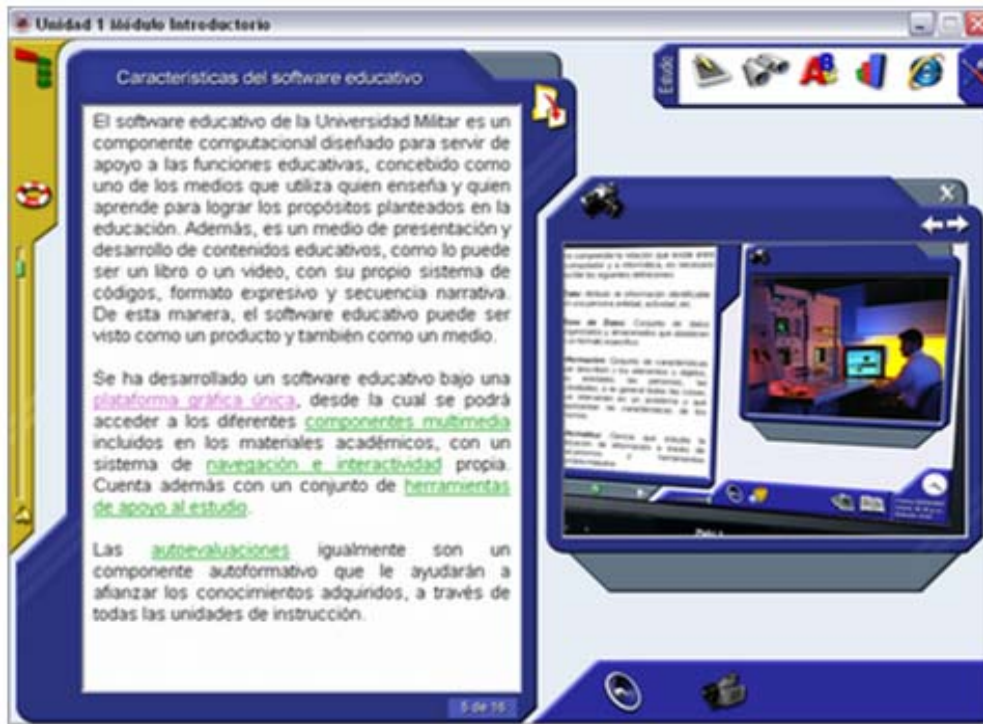 Unidad 1 Módulo Introductorio
Características del software educativo
Estudio
El software educativo de la Universidad Militar es un
componente computacional diseñado para servir de
apoyo a las funciones educativas, concebido como
uno de los medios que utiliza quien enseña y quien
aprende para lograr los propósitos planteados en la
educación. Además, es un medio de presentación y
desarrollo de contenidos educativos, como lo puede
ser un libro o un video, con su propio sistema de
códigos, formato expresivo y secuencia narrativa.
De esta manera, el software educativo puede ser
visto como un producto y también como un medio.
Se ha desarrollado un software educativo bajo una
plataforma gráfica única, desde la cual se podrá
acceder a los diferentes componentes multimedia
incluidos en los materiales académicos, con un
sistema de navegación e interactividad propia.
Cuenta además con un conjunto de herramientas
de apoyo al estudio.
Las autoevaluaciones igualmente son un
componente autoformativo que le ayudarán a
afianzar los conocimientos adquiridos, a través de
todas las unidades de instrucción.
5 de 16